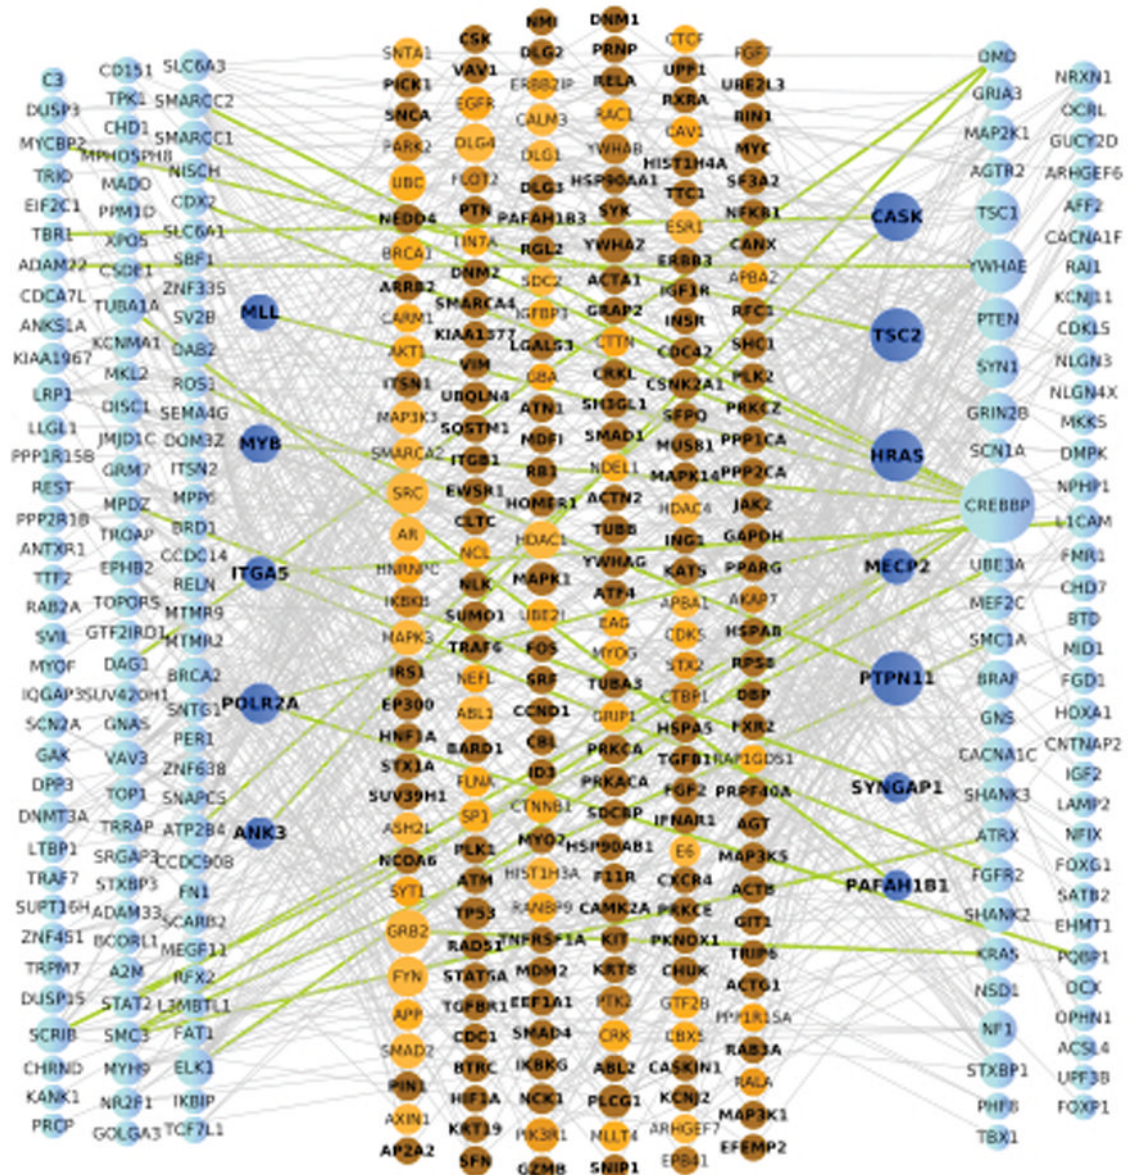 C3
DUSP3
MYCBP2
TRIO
EIF2C1
TBR1
ADAM22
CDCA7L
ANKS1A
KIAA1967
LRP1
LLGL1
PPP1R15B
REST
PPP2R1B
ANTXR1
TTF2
RAB2A
SVIL
MYOF
IQGAP3
SCN2A
GAK
DPP3
DNMT3A
LTBP1
TRAF7
SUPT16H
ZNF451
TRPM7
DUSP15
SCRIB
CHRND
KANK1
PRCP
CD151
TPK1
CHD1
MPHOSPH8
MADD
PPM1D
XPO5
CSDE1
TUBA1A
KCNMA1
MKL2
DISC1
JMJD1C
GRM7
MPDZ
TROAP
EPHB2
TOPORS
GTF2IRD1
DAG1
SUV420H1
GNAS
VAV3
TOP1
TRRAP
SRGAP3
STXBP3
ADAM33
BCORL1
A2M
STAT2
SMC3
MYH9
NR2F1
GOLGA3
SLC6A3
SMARCC2
SMARCC1
NISCH
CDX2
SLC6A1
SBF1
ZNF335
SV2B
DAB2
ROS1
SEMA4G
DOM3Z
ITSN2
MPP6
BRD1
CCDC14
RELN
MTMR9
MTMR2
BRCA2
SNTG1
PER1
ZNF638
SNAPC5
ATP2B4
CCDC90B
FN1
SCARB2
MEGF11
RFX2
L3MBTL1
FAT1
ELK1
IKBIP
TCF7L1
MLL
MYB
ITGA5
POLR2A
ANK3
SNTA1
PICK1
SNCA
PARK2
UBC
NEDD4
BRCA1
ARRB2
CARM1
AKT1
ITSN1
MAP3K3
SMARCA2
SRC
AR
HNRNPC
IKBKB
MAPK3
IRS1
EP300
HNF1A
STX1A
SUV39H1
ASH2L
NCOA6
SYT1
GRB2
FYN
APP
SMAD2
PIN1
AXIN1
AP2A2
CSK
VAV1
EGFR
DLG4
FLOT2
PTN
LIN7A
DNM2
SMARCA4
KIAA1377
VIM
UBQLN4
SQSTM1
ITGB1
EWSR1
CLTC
NCL
NLK
SUMO1
TRAF6
NEFL
ABL1
BARD1
FLNA
SP1
PLK1
ATM
TP53
RAD51
STAT5A
TGFBR1
CDC1
BTRC
HIF1A
KRT19
SFN
NMI
DLG2
ERBB2IP
CALM3
DLG1
DLG3
PAFAH1B3
RGL2
SDC2
IGFBP3
LGALS3
GBA
ATN1
MDFI
RB1
HOMER1
HDAC1
MAPK1
UBE2I
FOS
SRF
CCND1
CBL
ID3
CTNNB1
MYO2
HIST1H3A
RANBP9
TNFRSF1A
MDM2
EEF1A1
SMAD4
IKBKG
NCK1
PIK3R1
GZMB
DNM1
PRNP
RELA
RAC1
YWHAB
HSP90AA1
SYK
YWHAZ
ACTA1
GRAP2
CTTN
CRKL
SH3GL1
SMAD1
NDEL1
ACTN2
TUBB
YWHAG
ATF4
EAG
MYOG
TUBA3
GRIP1
PRKCA
PRKACA
SDCBP
HSP90AB1
F11R
CAMK2A
KIT
KRT8
PTK2
CRK
ABL2
PLCG1
MLLT4
SNIP1
CTCF
UPF1
RXRA
CAV1
HIST1H4A
TTC1
ESR1
ERBB3
IGF1R
INSR
CDC42
CSNK2A1
SFPQ
MUS81
MAPK14
HDAC4
ING1
KAT5
APBA1
CDK5
STX2
CTBP1
HSPA5
TGFB1
FGF2
IFNAR1
E6
CXCR4
PRKCE
PKNOX1
CHUK
GTF2B
CBX5
CASKIN1
KCNJ2
ARHGEF7
EPB41
FGF7
UBE2L3
RIN1
MYC
SF3A2
NFKB1
CANX
APBA2
RFC1
SHC1
PLK2
PRKCZ
PPP1CA
PPP2CA
JAK2
GAPDH
PPARG
AKAP7
HSPA8
RPS8
DBP
FXR2
RAP1GDS1
PRPF40A
AGT
MAP3K5
ACTB
GIT1
TRIP6
ACTG1
PPP1R15A
RAB3A
RALA
MAP3K1
EFEMP2
CASK
TSC2
HRAS
MECP2
PTPN11
SYNGAP1
PAFAH1B1
DMD
GRIA3
MAP2K1
AGTR2
TSC1
YWHAE
PTEN
SYN1
GRIN2B
SCN1A
CREBBP
UBE3A
MEF2C
SMC1A
BRAF
GNS
CACNA1C
SHANK3
ATRX
FGFR2
SHANK2
KRAS
NSD1
NF1
STXBP1
PHF8
TBX1
NRXN1
OCRL
GUCY2D
ARHGEF6
AFF2
CACNA1F
RAI1
KCNJ11
CDKL5
NLGN3
NLGN4X
MKKS
DMPK
NPHP1
L1CAM
FMR1
CHD7
BTD
MID1
FGD1
HOXA1
CNTNAP2
IGF2
LAMP2
NFIX
FOXG1
SATB2
EHMT1
PQBP1
DCX
OPHN1
ACSL4
UPF3B
FOXP1